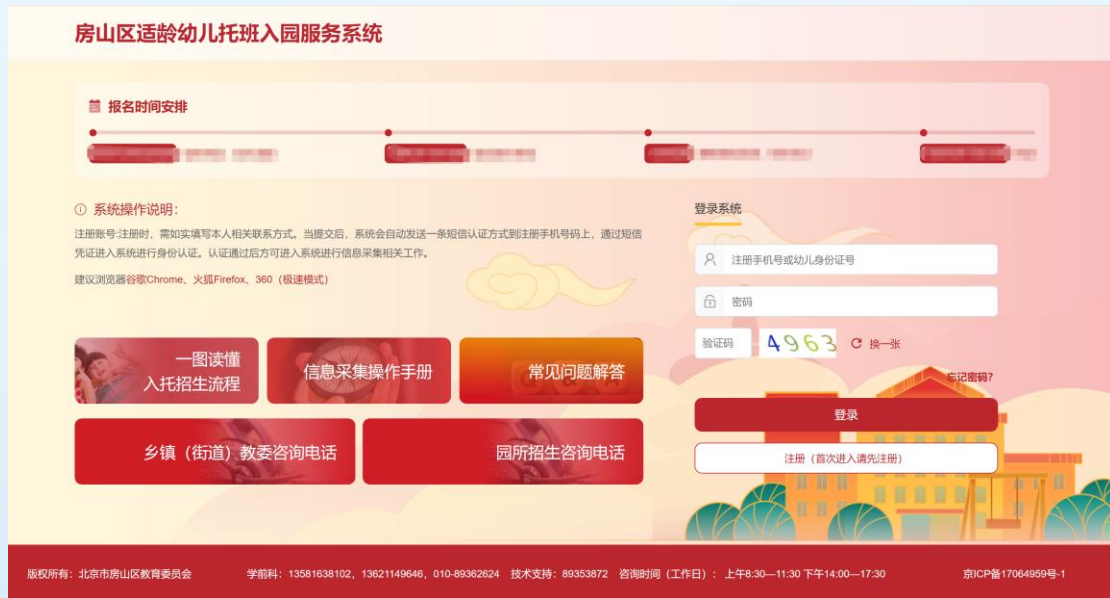 房山区适龄幼儿托班入园服务系统
报名时间安排
系统操作说明：
注册账号:注册时，需如实填写本人相关联系方式。当提交后，系统会自动发送一条短信认证方式到注册手机号码上，通过短信
凭证进入系统进行身份认证。认证通过后方可进入系统进行信息采集相关工作。
建议浏览器谷歌Chrome、火狐Firefox、360（极速模式）
一图读懂
入托招生流程
信息采集操作手册
常见问题解答
乡镇（街道）教委咨询电话
园所招生咨询电话
登录系统
注册手机号或幼儿身份证号
密码
验证码 4963 换一张
忘记密码?
登录
注册（首次进入请先注册）
版权所有：北京市房山区教育委员会 学前科：13581638102，13621149646，010-89362624 技术支持：89353872 咨询时间（工作日）： 上午8:30—11:30 下午14:00—17:30 京ICP备17064959号-1